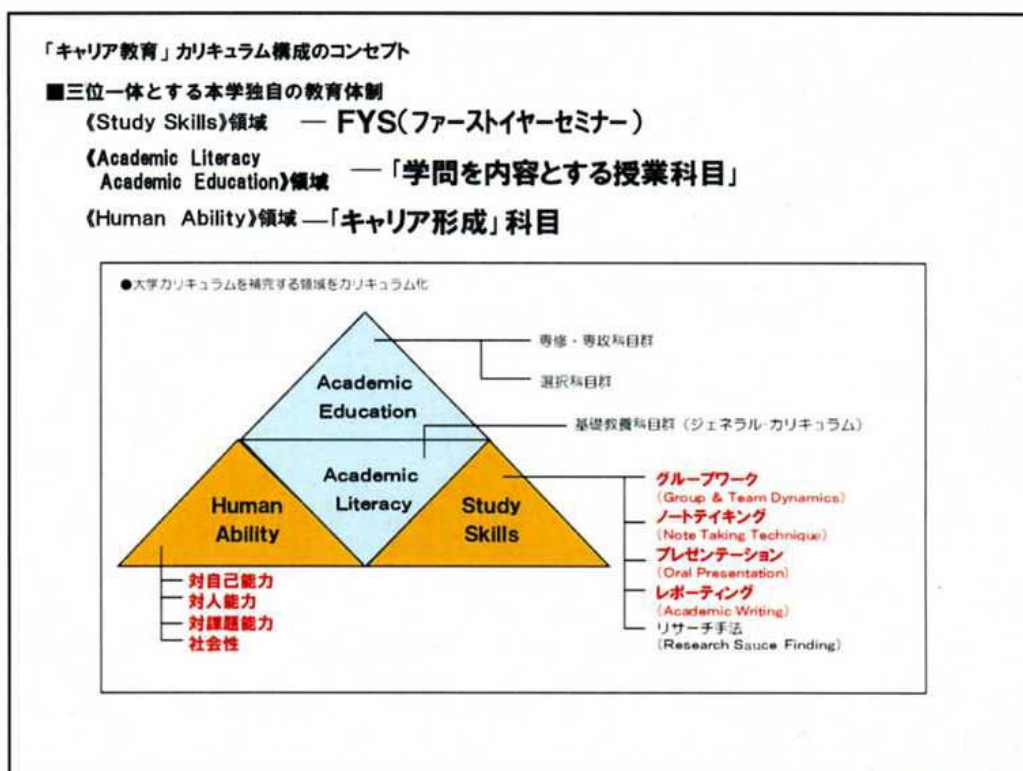 「キャリア教育」カリキュラム構成のコンセプト
■三位一体とする本学独自の教育体制
《Study Skills》領域 ― FYS(ファーストイヤーセミナー)
《Academic Literacy
Academic Education》領域 ―「学問を内容とする授業科目」
《Human Ability》領域―「キャリア形成」科目
●大学カリキュラムを補完する領域をカリキュラム化
専修・専攻科目群
選択科目群
Academic
Education
基礎教養科目群(ジェネラル・カリキュラム)
Academic
Literacy
Human
Ability
Study
Skills
グループワーク
(Group & Team Dynamics)
ノートテイキング
(Note Taking Technique)
プレゼンテーション
(Oral Presentation)
レポーティング
(Academic Writing)
リサーチ手法
(Research Sauce Finding)
対自己能力
対人能力
対課題能力
社会性